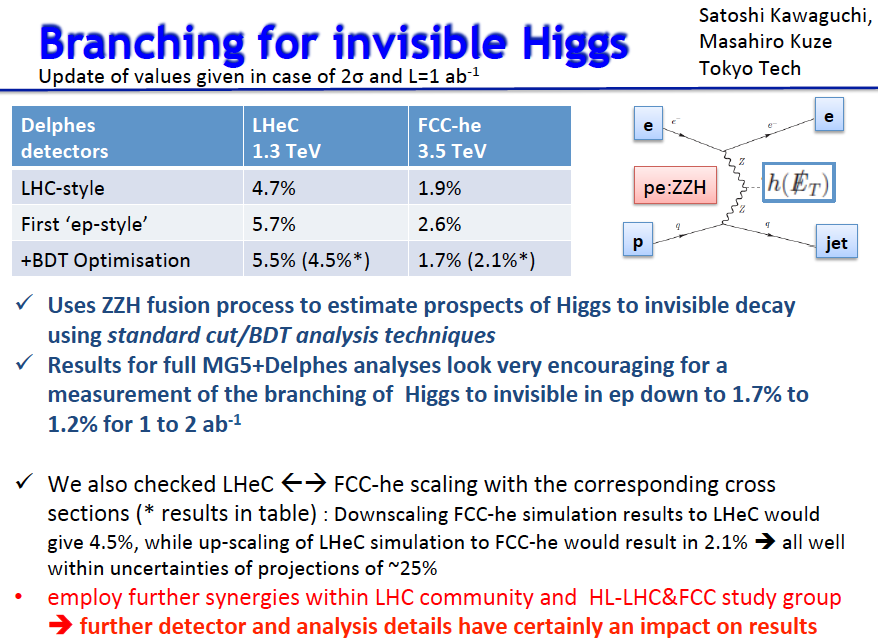 Branching for invisible Higgs
Satoshi Kawaguchi,
Masahiro Kuze
Tokyo Tech
Update of values given in case of 2σ and L=1 ab⁻¹
Delphes detectors LHeC 1.3 TeV FCC-he 3.5 TeV
LHC-style 4.7% 1.9%
First ‘ep-style’ 5.7% 2.6%
+BDT Optimisation 5.5% (4.5%*) 1.7% (2.1%*)
e e⁻ e⁻ e
Z
pe:ZZH h(E̸_T)
Z
p q q jet
✓ Uses ZZH fusion process to estimate prospects of Higgs to invisible decay
using standard cut/BDT analysis techniques
✓ Results for full MG5+Delphes analyses look very encouraging for a
measurement of the branching of Higgs to invisible in ep down to 1.7% to
1.2% for 1 to 2 ab⁻¹
✓ We also checked LHeC ←→ FCC-he scaling with the corresponding cross
sections (* results in table) : Downscaling FCC-he simulation results to LHeC would
give 4.5%, while up-scaling of LHeC simulation to FCC-he would result in 2.1% ➔ all well
within uncertainties of projections of ~25%
• employ further synergies within LHC community and HL-LHC&FCC study group
➔ further detector and analysis details have certainly an impact on results